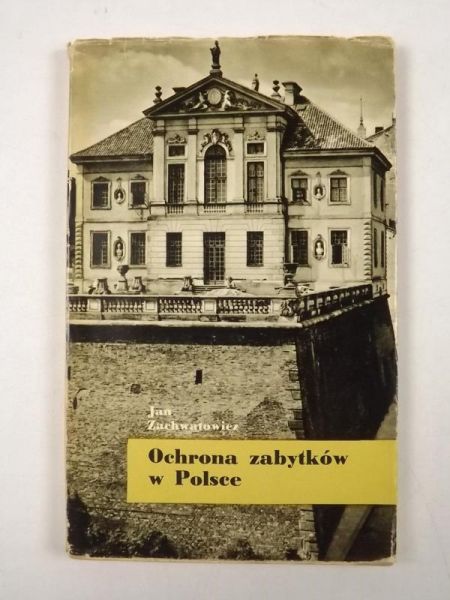 Jan
Zachwatowicz
Ochrona zabytków
w Polsce